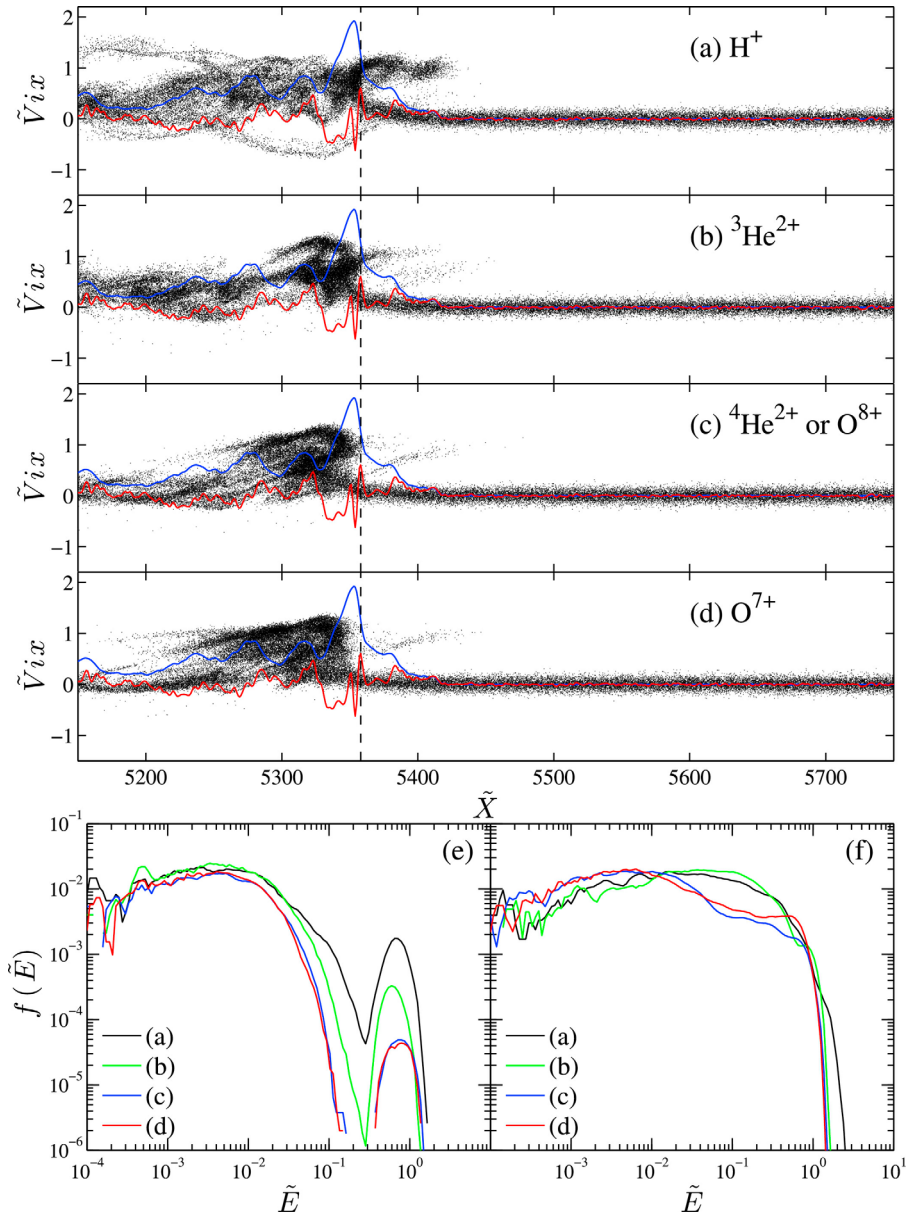 2
1
0
-1
Ṽix
(a) H⁺
2
1
0
-1
Ṽix
(b) ³He²⁺
2
1
0
-1
Ṽix
(c) ⁴He²⁺ or O⁸⁺
2
1
0
-1
Ṽix
(d) O⁷⁺
5200 5300 5400 5500 5600 5700
X̃
10⁻¹
10⁻²
10⁻³
10⁻⁴
10⁻⁵
10⁻⁶
f (Ẽ)
(e)
(a)
(b)
(c)
(d)
10⁻⁴ 10⁻³ 10⁻² 10⁻¹ 10⁰
Ẽ
(f)
(a)
(b)
(c)
(d)
10⁻³ 10⁻² 10⁻¹ 10⁰ 10¹
Ẽ